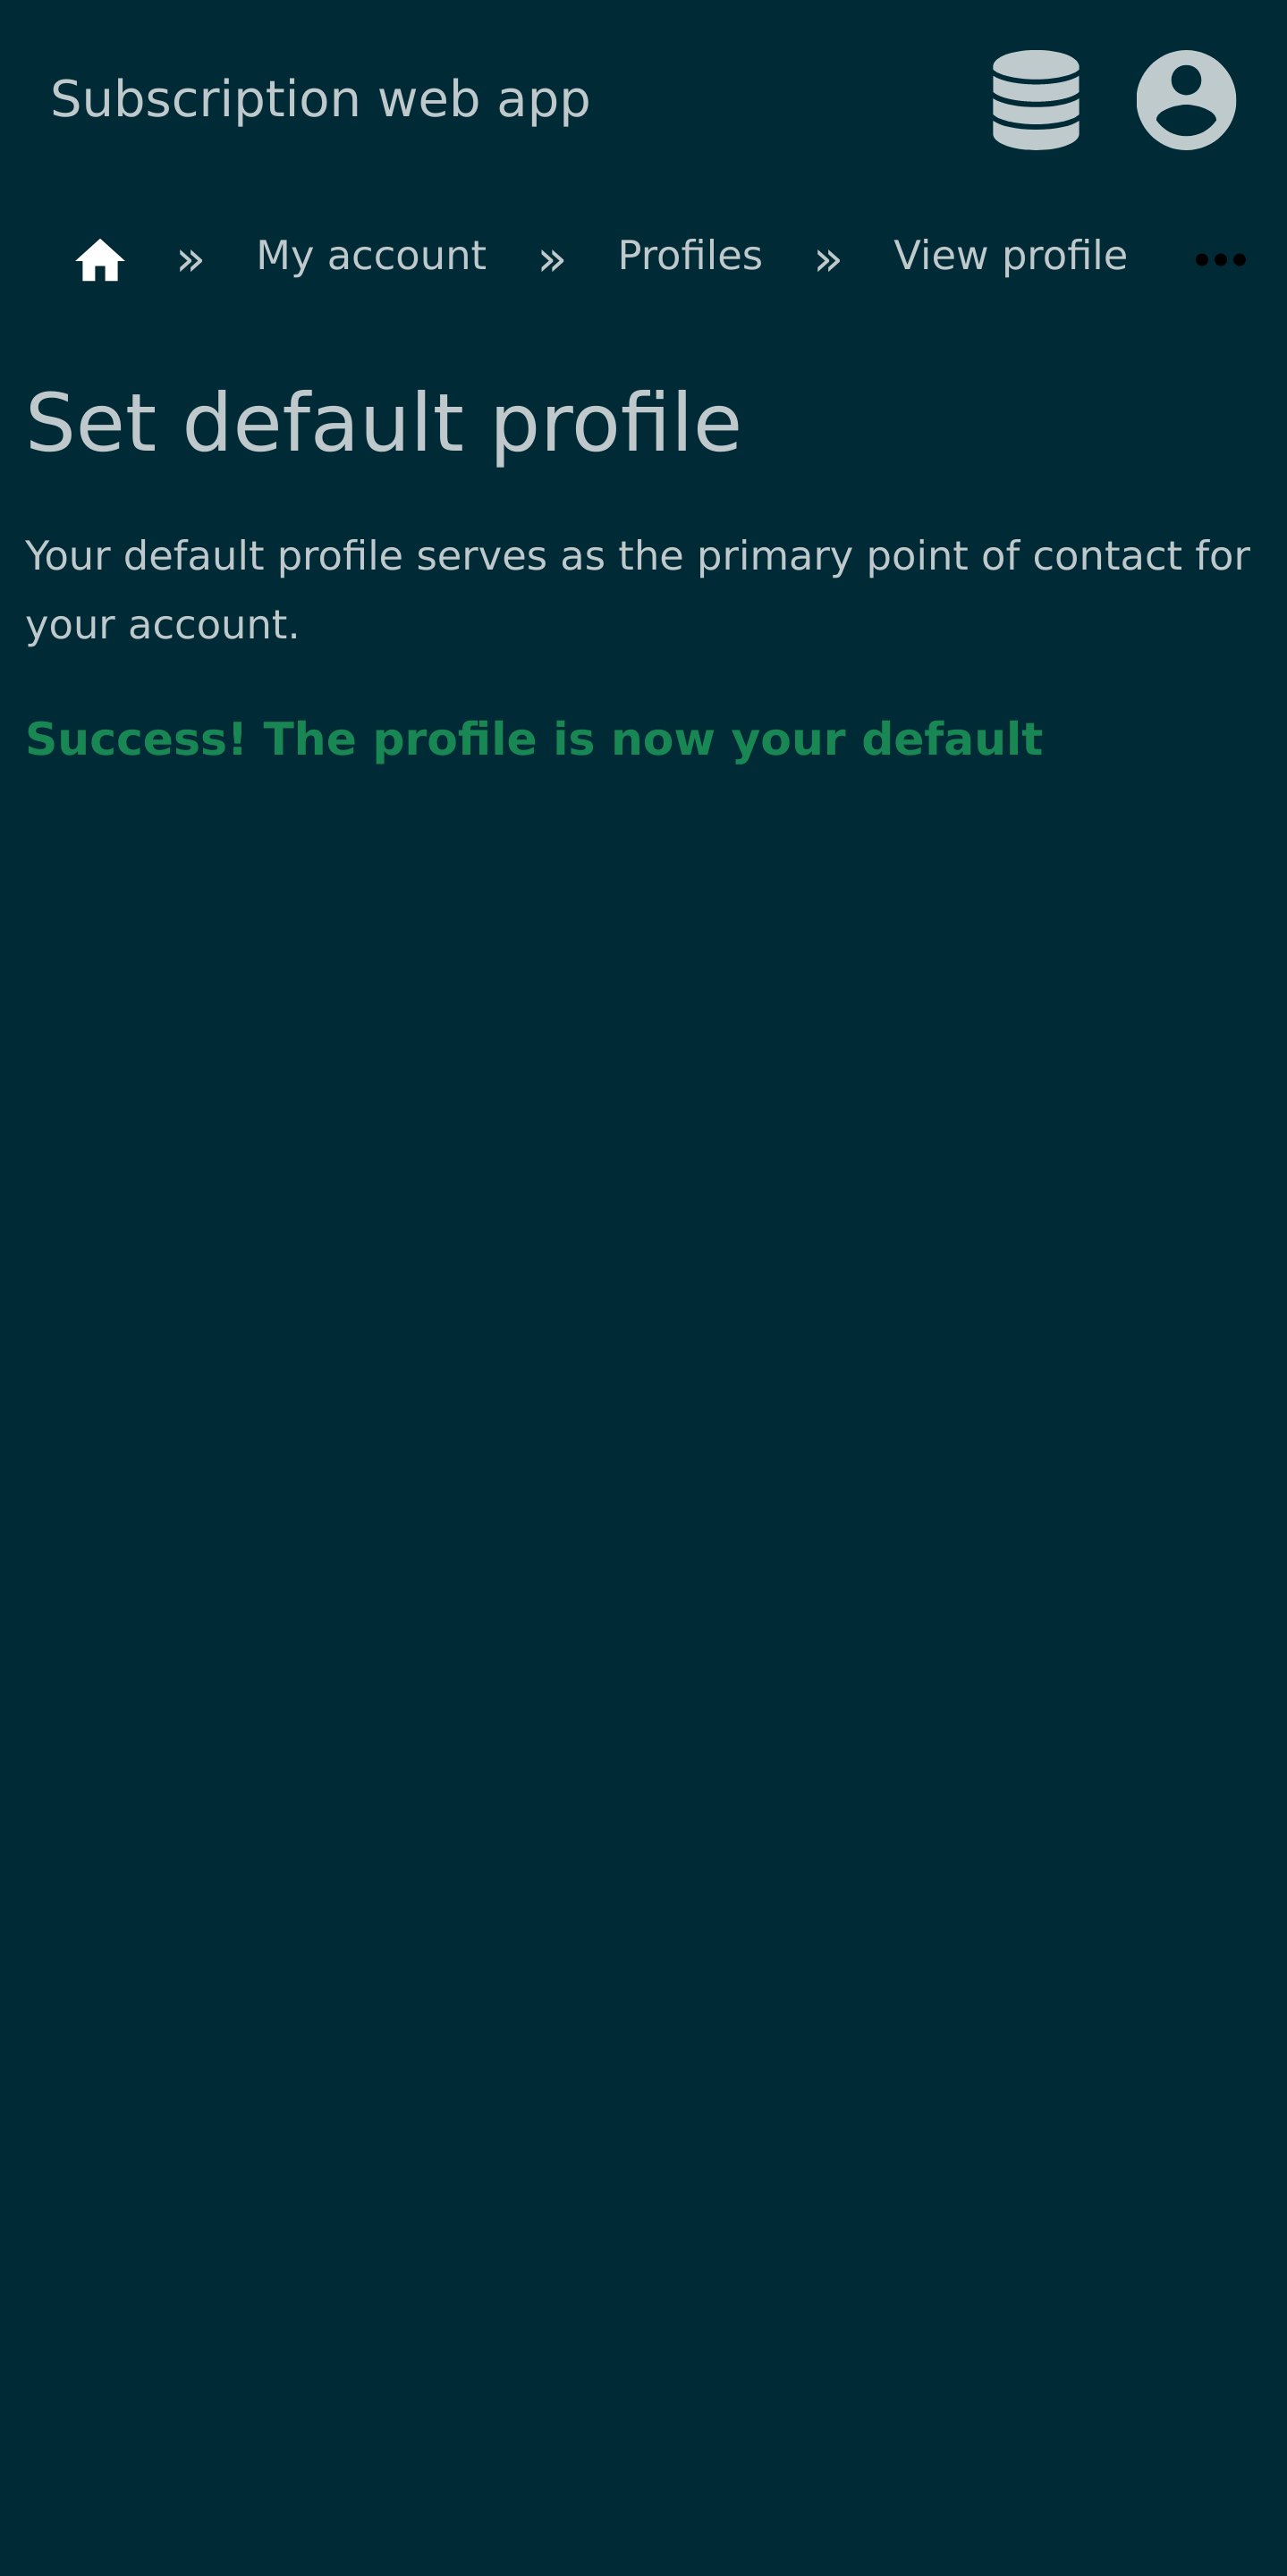 Subscription web app
» My account » Profiles » View profile •••
Set default profile
Your default profile serves as the primary point of contact for
your account.
Success! The profile is now your default